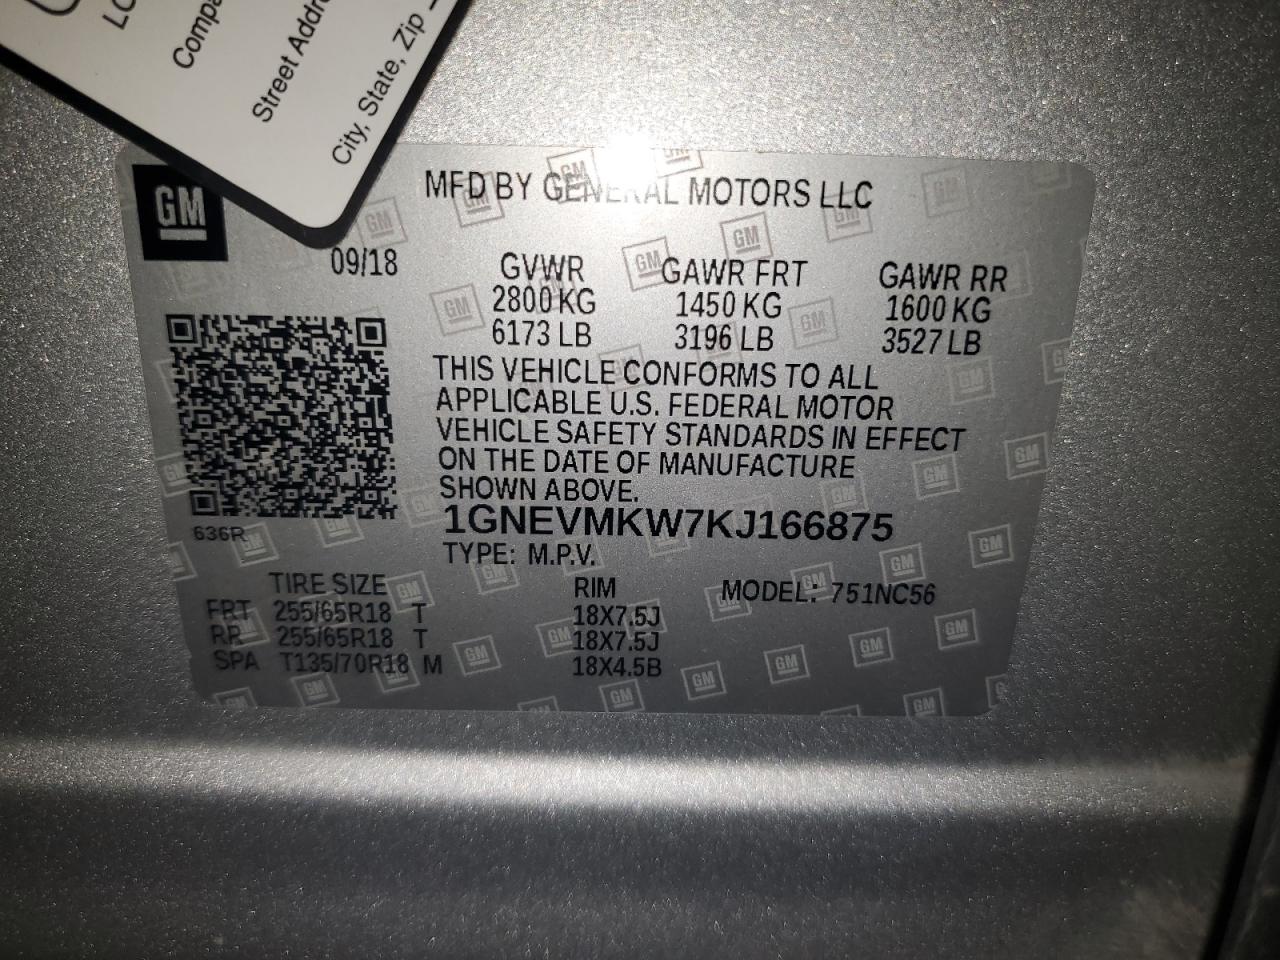 LO
Compa
Street Addre
City, State, Zip
GM
MFD BY GENERAL MOTORS LLC
09/18
GVWR GAWR FRT GAWR RR
2800 KG 1450 KG 1600 KG
6173 LB 3196 LB 3527 LB
THIS VEHICLE CONFORMS TO ALL
APPLICABLE U.S. FEDERAL MOTOR
VEHICLE SAFETY STANDARDS IN EFFECT
ON THE DATE OF MANUFACTURE
SHOWN ABOVE.
636R
1GNEVMKW7KJ166875
TYPE: M.P.V.
TIRE SIZE RIM MODEL: 751NC56
FRT 255/65R18 T 18X7.5J
RR 255/65R18 T 18X7.5J
SPA T135/70R18 M 18X4.5B